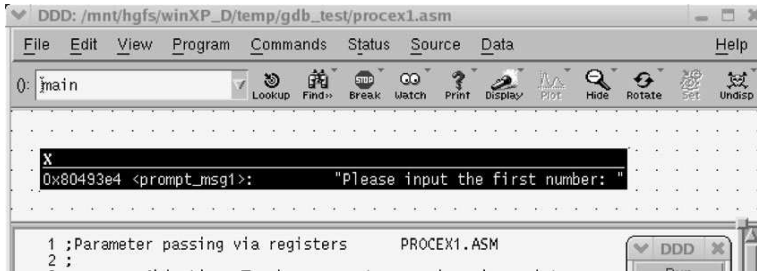 DDD: /mnt/hgfs/winXP_D/temp/gdb_test/procex1.asm
File Edit View Program Commands Status Source Data Help
(): main
Lookup Find» Break Watch Print Display Plot Hide Rotate Set Undisp
STOP
X
0x80493e4 <prompt_msg1>: "Please input the first number: "
1 ;Parameter passing via registers PROCEX1.ASM
2 ;
DDD
Run